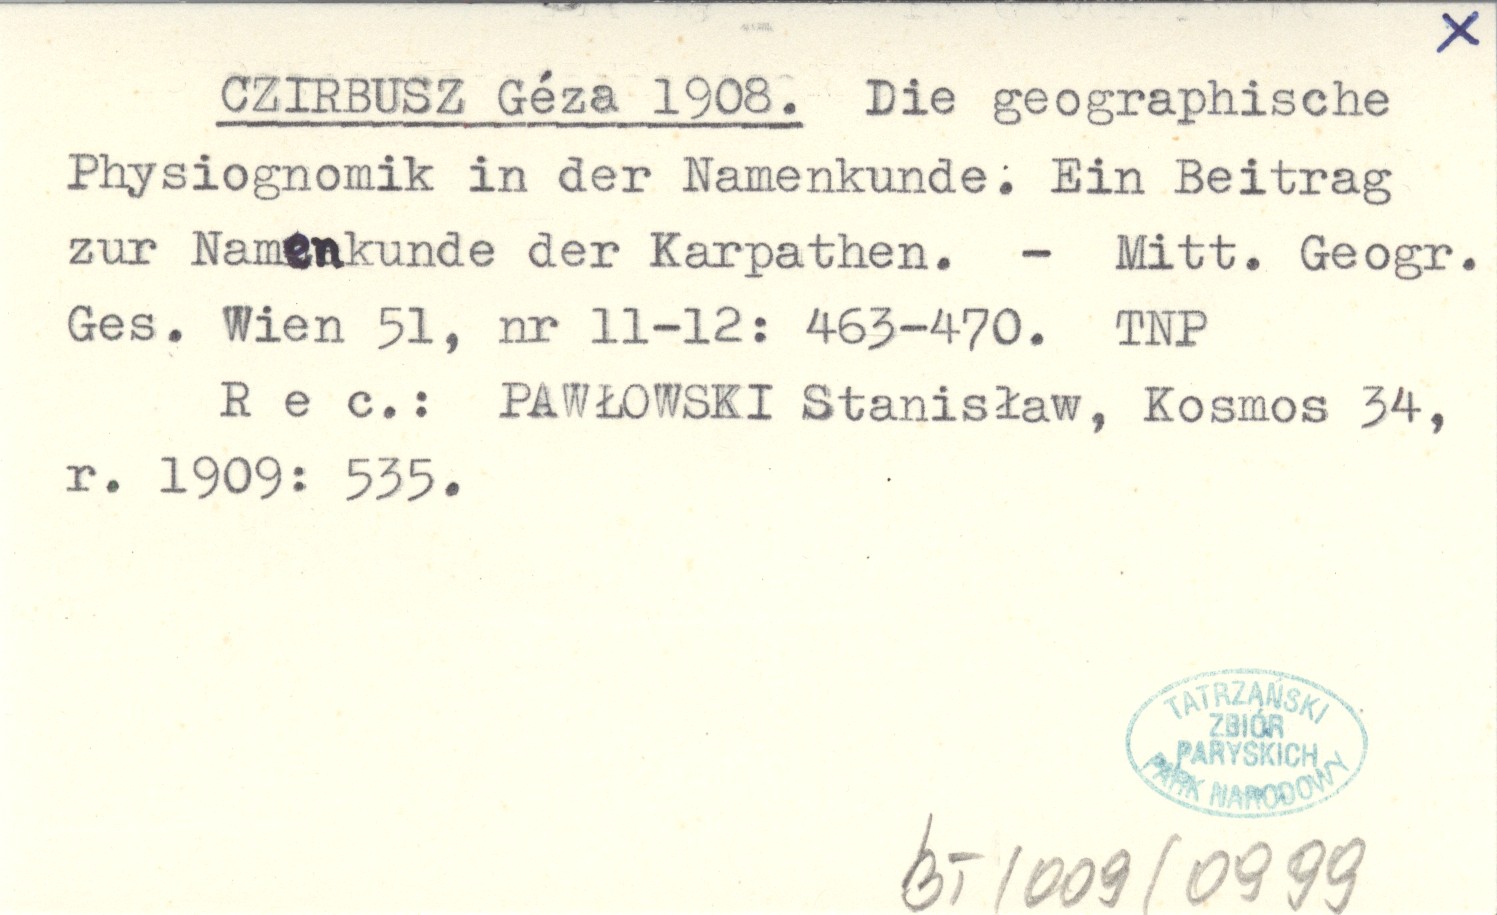 X
CZIRBUSZ Géza 1908. Die geographische
Physiognomik in der Namenkunde. Ein Beitrag
zur Namenkunde der Karpathen. - Mitt. Geogr.
Ges. Wien 51, nr 11-12: 463-470. TNP
R e c.: PAWŁOWSKI Stanisław, Kosmos 34,
r. 1909: 535.
TATRZAŃSKI
ZBIÓR
PARYSKICH
PARK NARODOWY
BT/009/0999